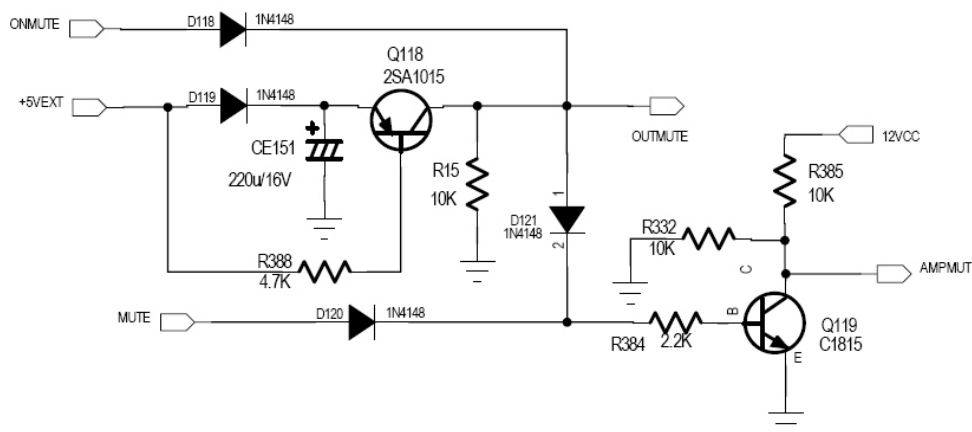 ONMUTE
D118
1N4148
Q118
2SA1015
+5VEXT
D119
1N4148
OUTMUTE
12VCC
+
CE151
220u/16V
R15
10K
R385
10K
1
D121
1N4148
2
R332
10K
C
AMPMUT
R388
4.7K
MUTE
D120
1N4148
R384
2.2K
B
Q119
C1815
E